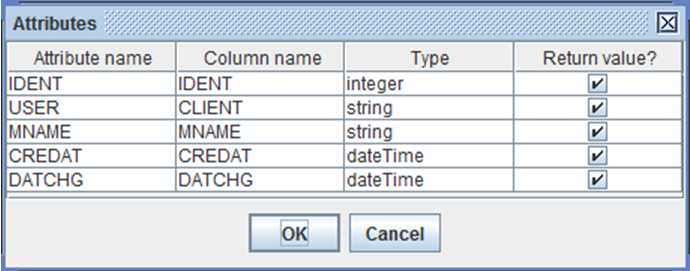 Attributes
Attribute name Column name Type Return value?
IDENT IDENT integer
USER CLIENT string
MNAME MNAME string
CREDAT CREDAT dateTime
DATCHG DATCHG dateTime
OK Cancel